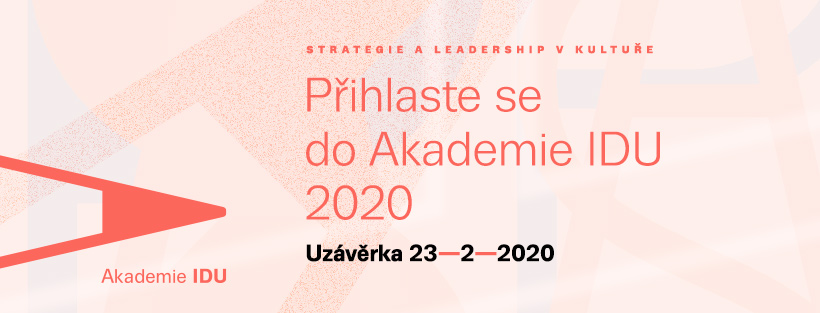 STRATEGIE A LEADERSHIP V KULTUŘE
Přihlaste se
do Akademie IDU
2020
Uzávěrka 23—2—2020
Akademie IDU